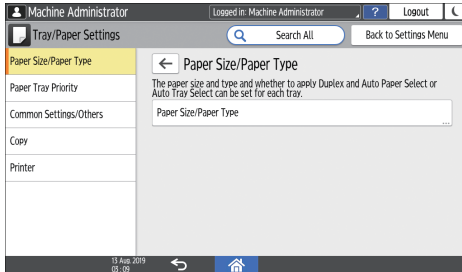 Machine Administrator
Logged in: Machine Administrator
?
Logout
Tray/Paper Settings
Search All
Back to Settings Menu
Paper Size/Paper Type
Paper Tray Priority
Common Settings/Others
Copy
Printer
Paper Size/Paper Type
The paper size and type and whether to apply Duplex and Auto Paper Select or
Auto Tray Select can be set for each tray.
Paper Size/Paper Type
...
13 Aug. 2019
03 : 09